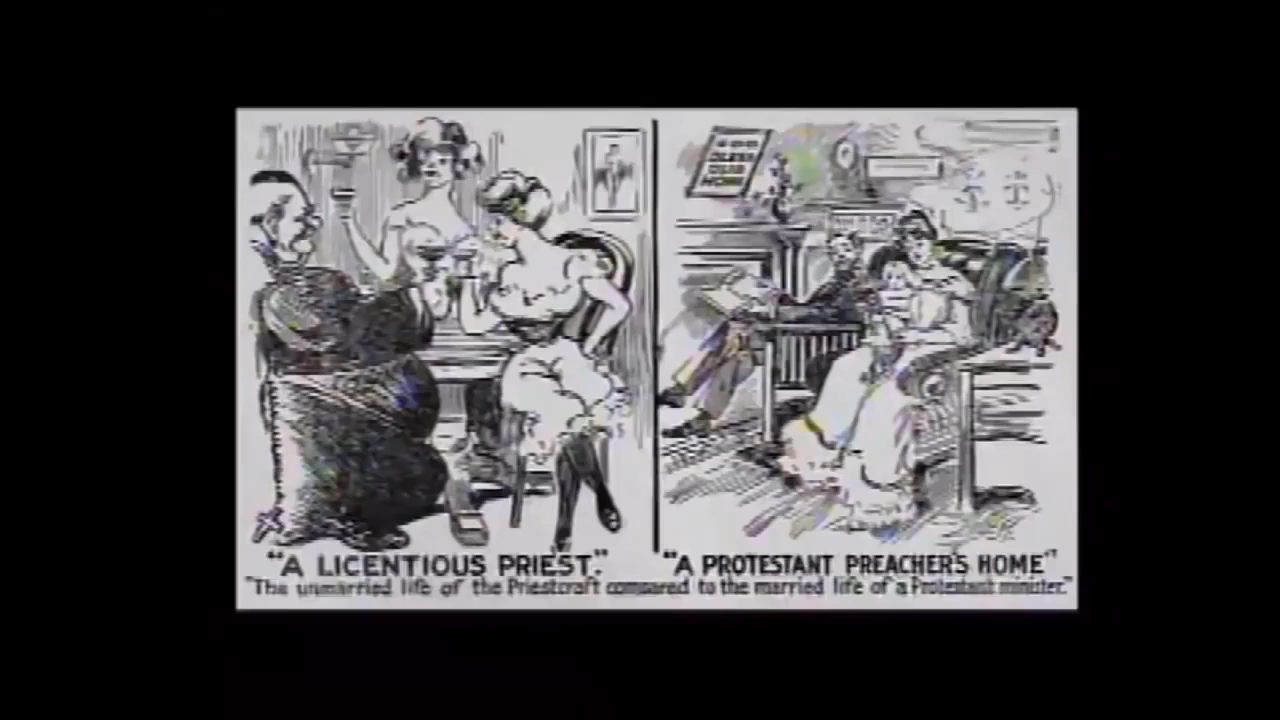 "A LICENTIOUS PRIEST."
"A PROTESTANT PREACHER'S HOME"
"The unmarried life of the Priestcraft compared to the married life of a Protestant minister."